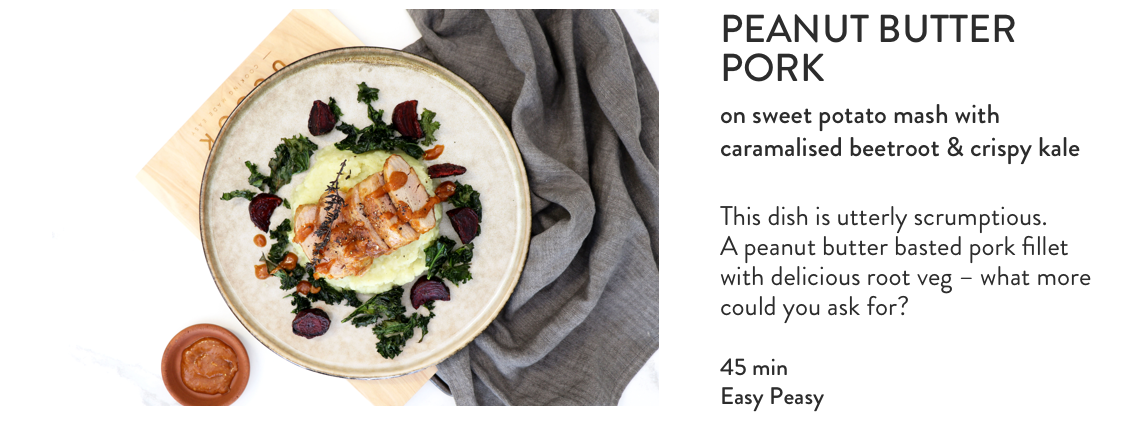 PEANUT BUTTER
PORK
on sweet potato mash with
caramalised beetroot & crispy kale
This dish is utterly scrumptious.
A peanut butter basted pork fillet
with delicious root veg – what more
could you ask for?
45 min
Easy Peasy